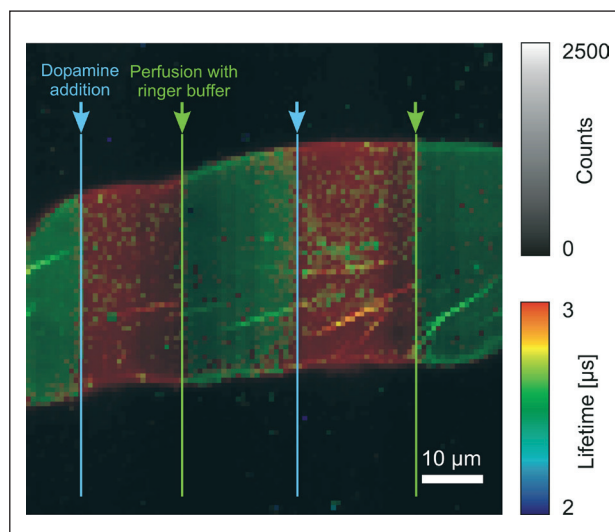 Dopamine
addition
Perfusion with
ringer buffer
10 µm
2500
Counts
0
3
Lifetime [µs]
2